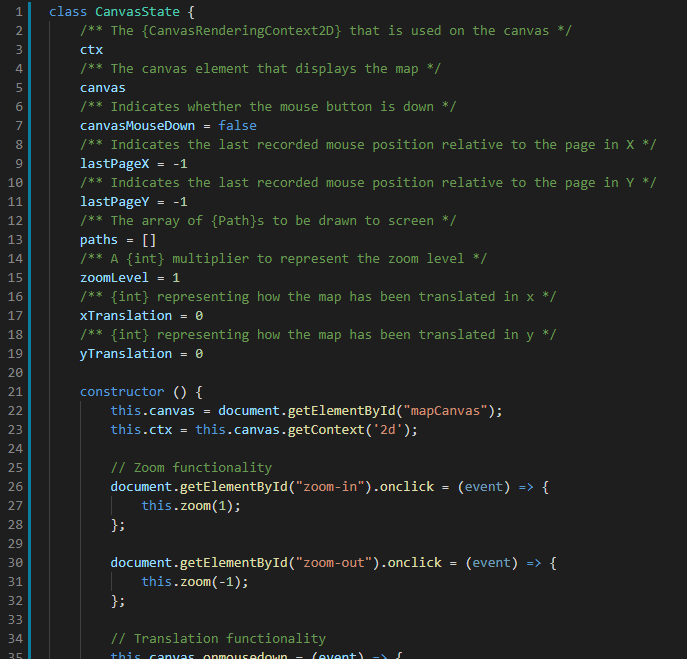 1 class CanvasState {
2 /** The {CanvasRenderingContext2D} that is used on the canvas */
3 ctx
4 /** The canvas element that displays the map */
5 canvas
6 /** Indicates whether the mouse button is down */
7 canvasMouseDown = false
8 /** Indicates the last recorded mouse position relative to the page in X */
9 lastPageX = -1
10 /** Indicates the last recorded mouse position relative to the page in Y */
11 lastPageY = -1
12 /** The array of {Path}s to be drawn to screen */
13 paths = []
14 /** A {int} multiplier to represent the zoom level */
15 zoomLevel = 1
16 /** {int} representing how the map has been translated in x */
17 xTranslation = 0
18 /** {int} representing how the map has been translated in y */
19 yTranslation = 0
20
21 constructor () {
22 this.canvas = document.getElementById("mapCanvas");
23 this.ctx = this.canvas.getContext('2d');
24
25 // Zoom functionality
26 document.getElementById("zoom-in").onclick = (event) => {
27 this.zoom(1);
28 };
29
30 document.getElementById("zoom-out").onclick = (event) => {
31 this.zoom(-1);
32 };
33
34 // Translation functionality
35 this.canvas.onmousedown = (event) => {